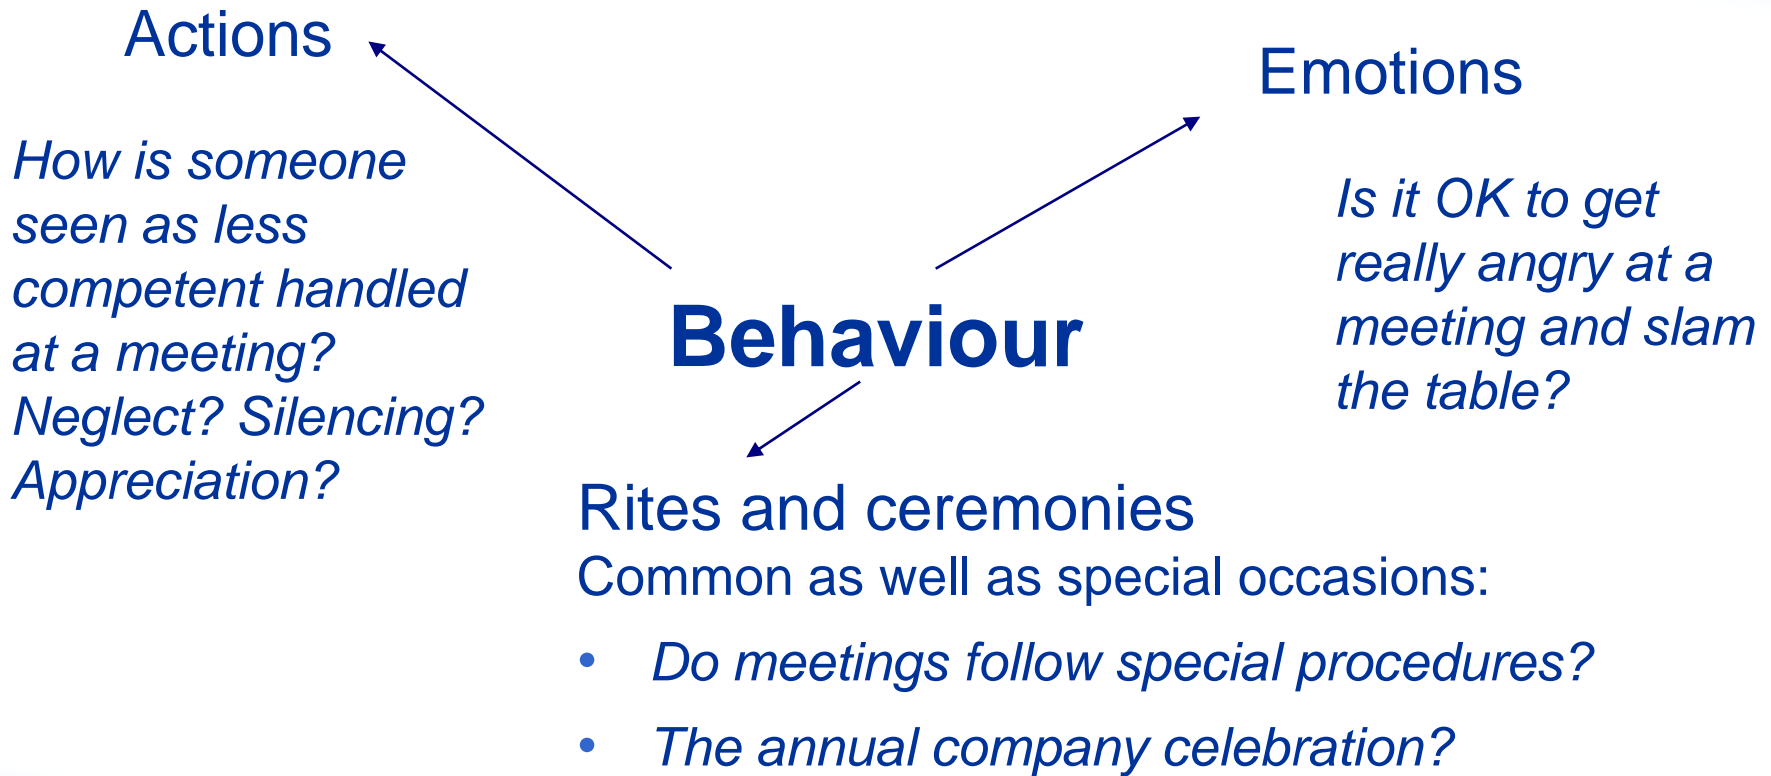 Actions
How is someone
seen as less
competent handled
at a meeting?
Neglect? Silencing?
Appreciation?
Emotions
Is it OK to get
really angry at a
meeting and slam
the table?
Behaviour
Rites and ceremonies
Common as well as special occasions:
• Do meetings follow special procedures?
• The annual company celebration?